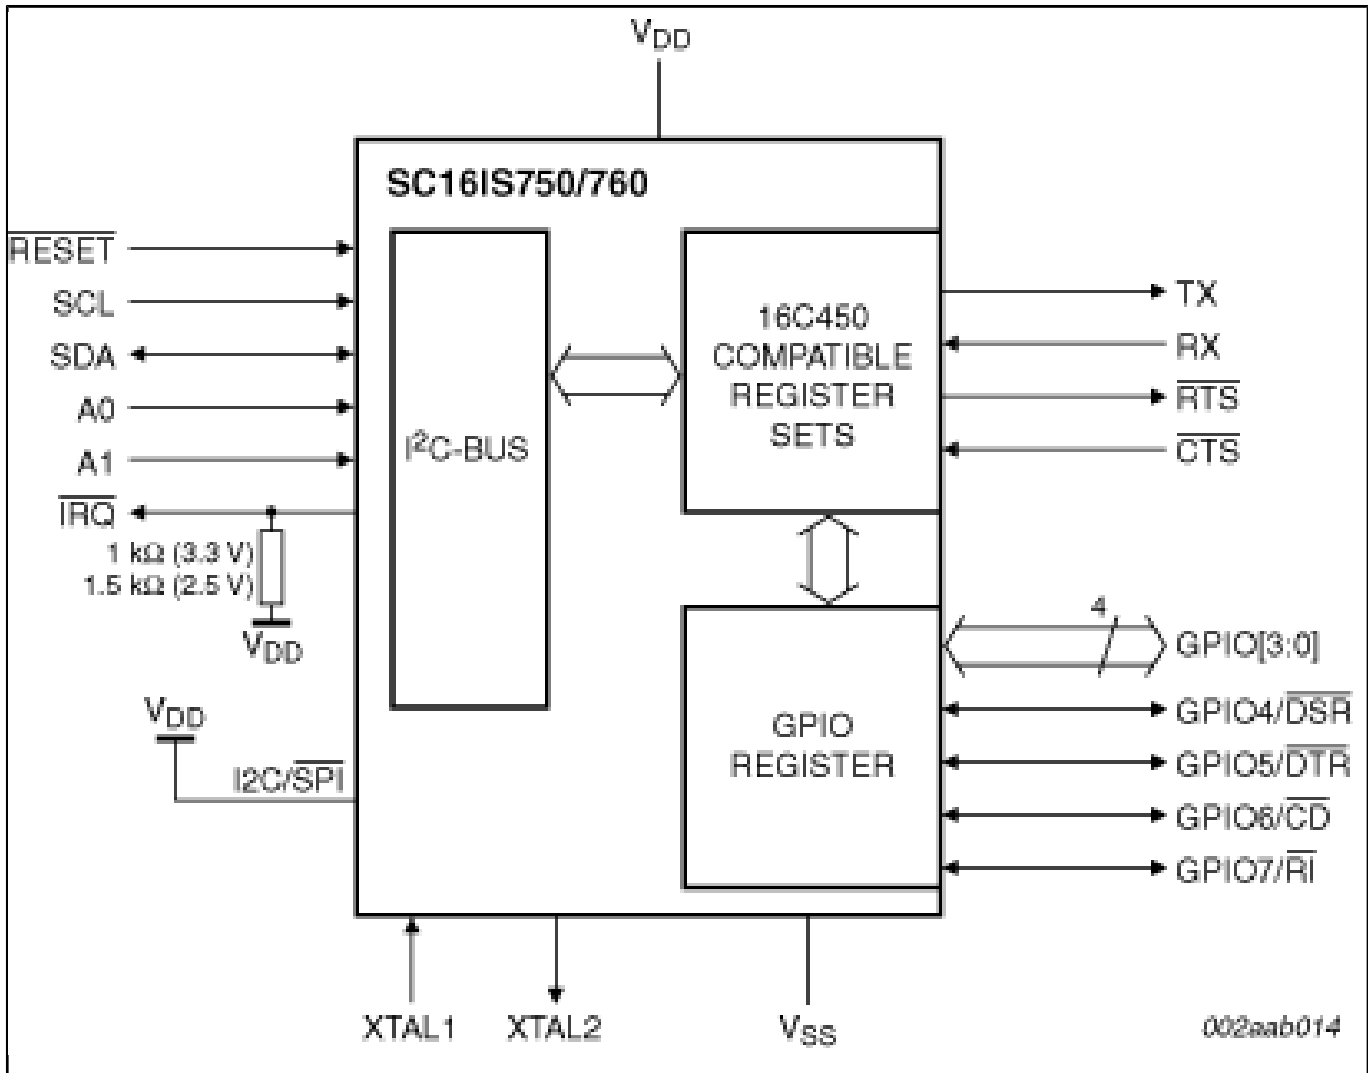 VDD
SC16IS750/760
RESET
SCL
SDA
A0
A1
IRQ
1 kΩ (3.3 V)
1.5 kΩ (2.5 V)
VDD
VDD
I2C/SPI
I²C-BUS
16C450
COMPATIBLE
REGISTER
SETS
GPIO
REGISTER
TX
RX
RTS
CTS
4
GPIO[3:0]
GPIO4/DSR
GPIO5/DTR
GPIO6/CD
GPIO7/RI
XTAL1
XTAL2
VSS
002aab014